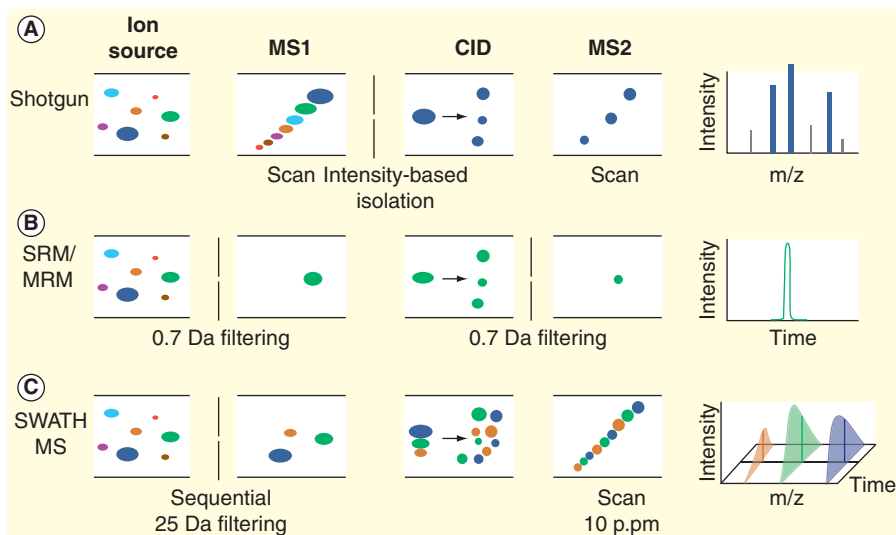 A
Ion source
MS1
CID
MS2
Shotgun
Scan
Intensity-based isolation
Scan
Intensity
m/z
B
SRM/
MRM
0.7 Da filtering
0.7 Da filtering
Intensity
Time
C
SWATH
MS
Sequential
25 Da filtering
Scan
10 p.pm
Intensity
m/z
Time